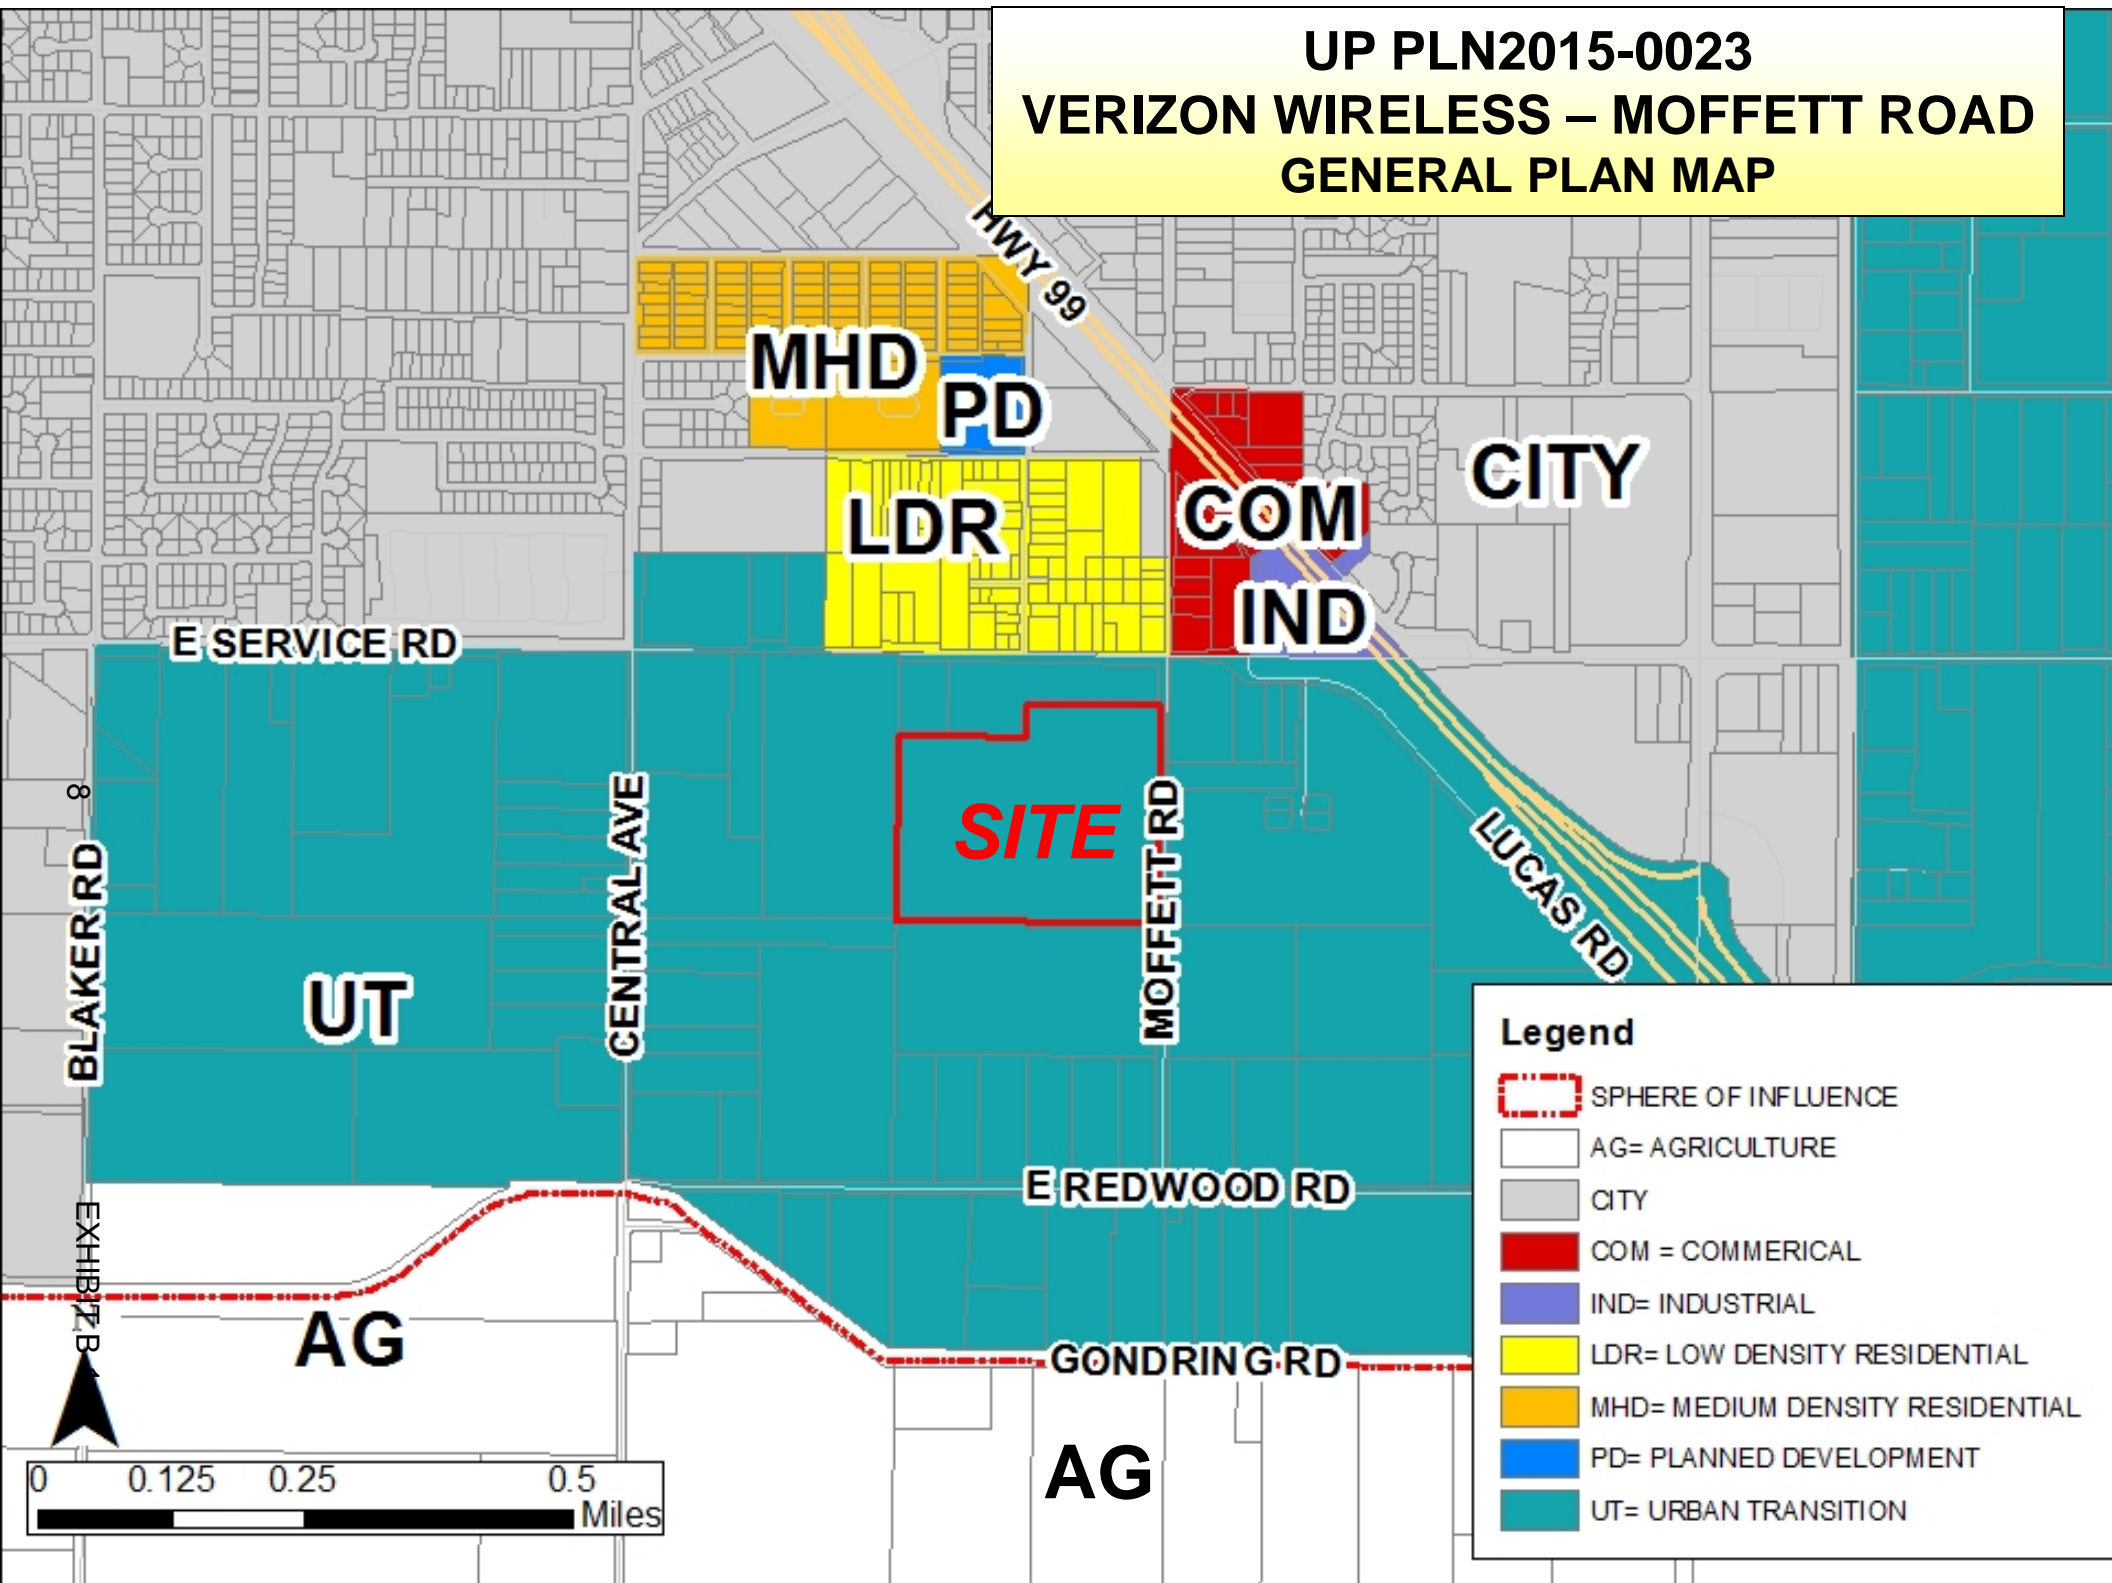 UP PLN2015-0023
VERIZON WIRELESS – MOFFETT ROAD
GENERAL PLAN MAP
HWY 99
MHD
PD
CITY
COM
LDR
IND
E SERVICE RD
SITE
8
BLAKER RD
CENTRAL AVE
MOFFETT RD
LUCAS RD
UT
E REDWOOD RD
GONDRING RD
AG
AG
Legend
SPHERE OF INFLUENCE
AG= AGRICULTURE
CITY
COM = COMMERICAL
IND= INDUSTRIAL
LDR= LOW DENSITY RESIDENTIAL
MHD= MEDIUM DENSITY RESIDENTIAL
PD= PLANNED DEVELOPMENT
UT= URBAN TRANSITION
EXHIBIT B
0 0.125 0.25 0.5
Miles